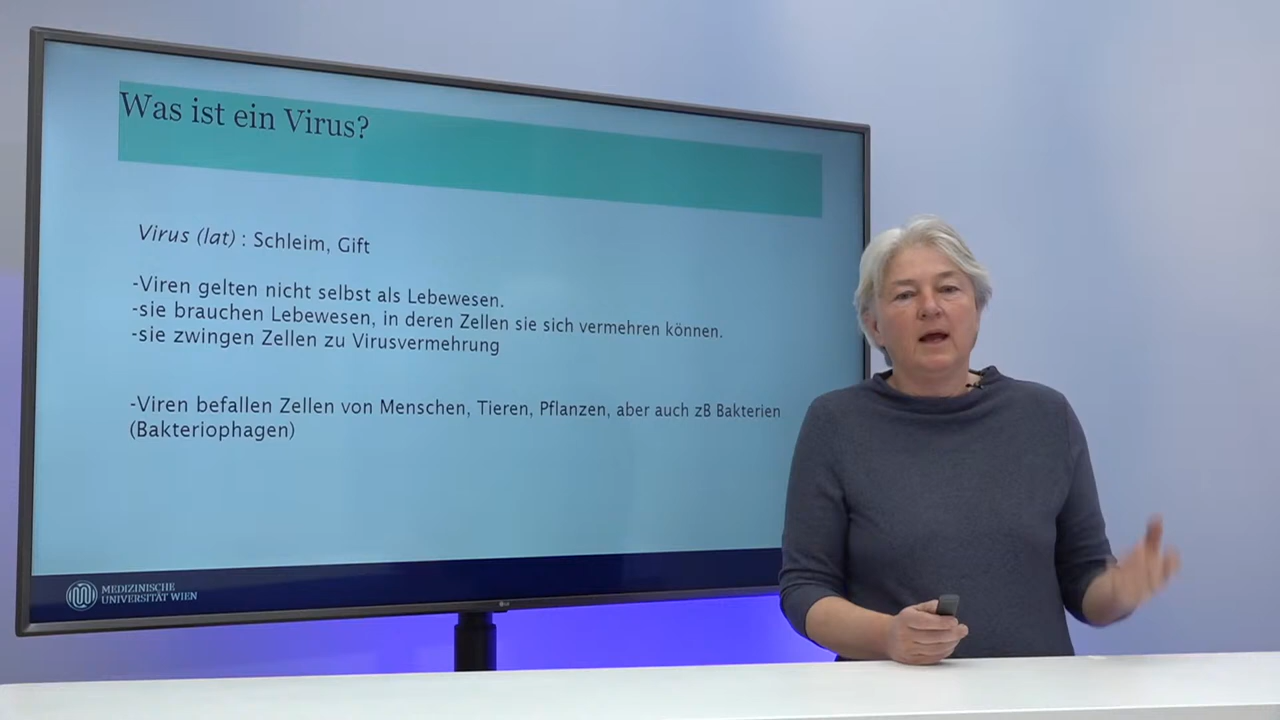 Was ist ein Virus?
Virus (lat) : Schleim, Gift
-Viren gelten nicht selbst als Lebewesen.
-sie brauchen Lebewesen, in deren Zellen sie sich vermehren können.
-sie zwingen Zellen zu Virusvermehrung
-Viren befallen Zellen von Menschen, Tieren, Pflanzen, aber auch zB Bakterien
(Bakteriophagen)
MEDIZINISCHE
UNIVERSITÄT WIEN
LG